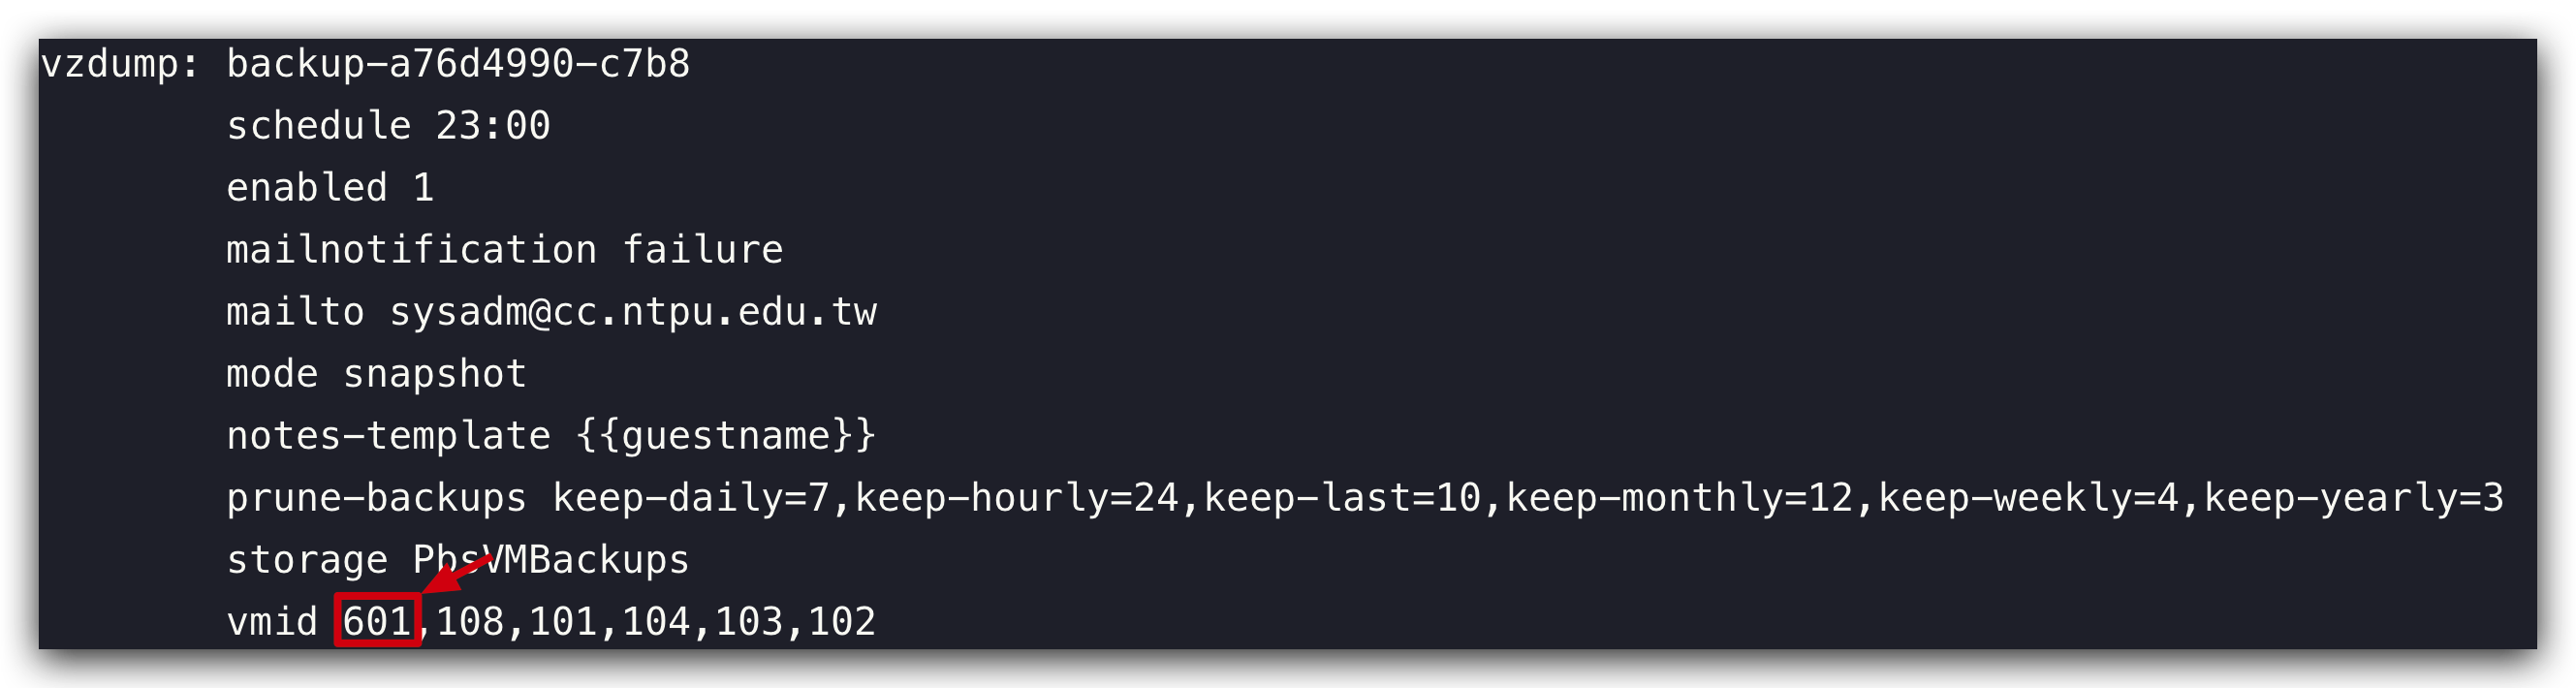 vzdump: backup-a76d4990-c7b8
schedule 23:00
enabled 1
mailnotification failure
mailto sysadm@cc.ntpu.edu.tw
mode snapshot
notes-template {{guestname}}
prune-backups keep-daily=7,keep-hourly=24,keep-last=10,keep-monthly=12,keep-weekly=4,keep-yearly=3
storage PbsVMBackups
vmid 601,108,101,104,103,102